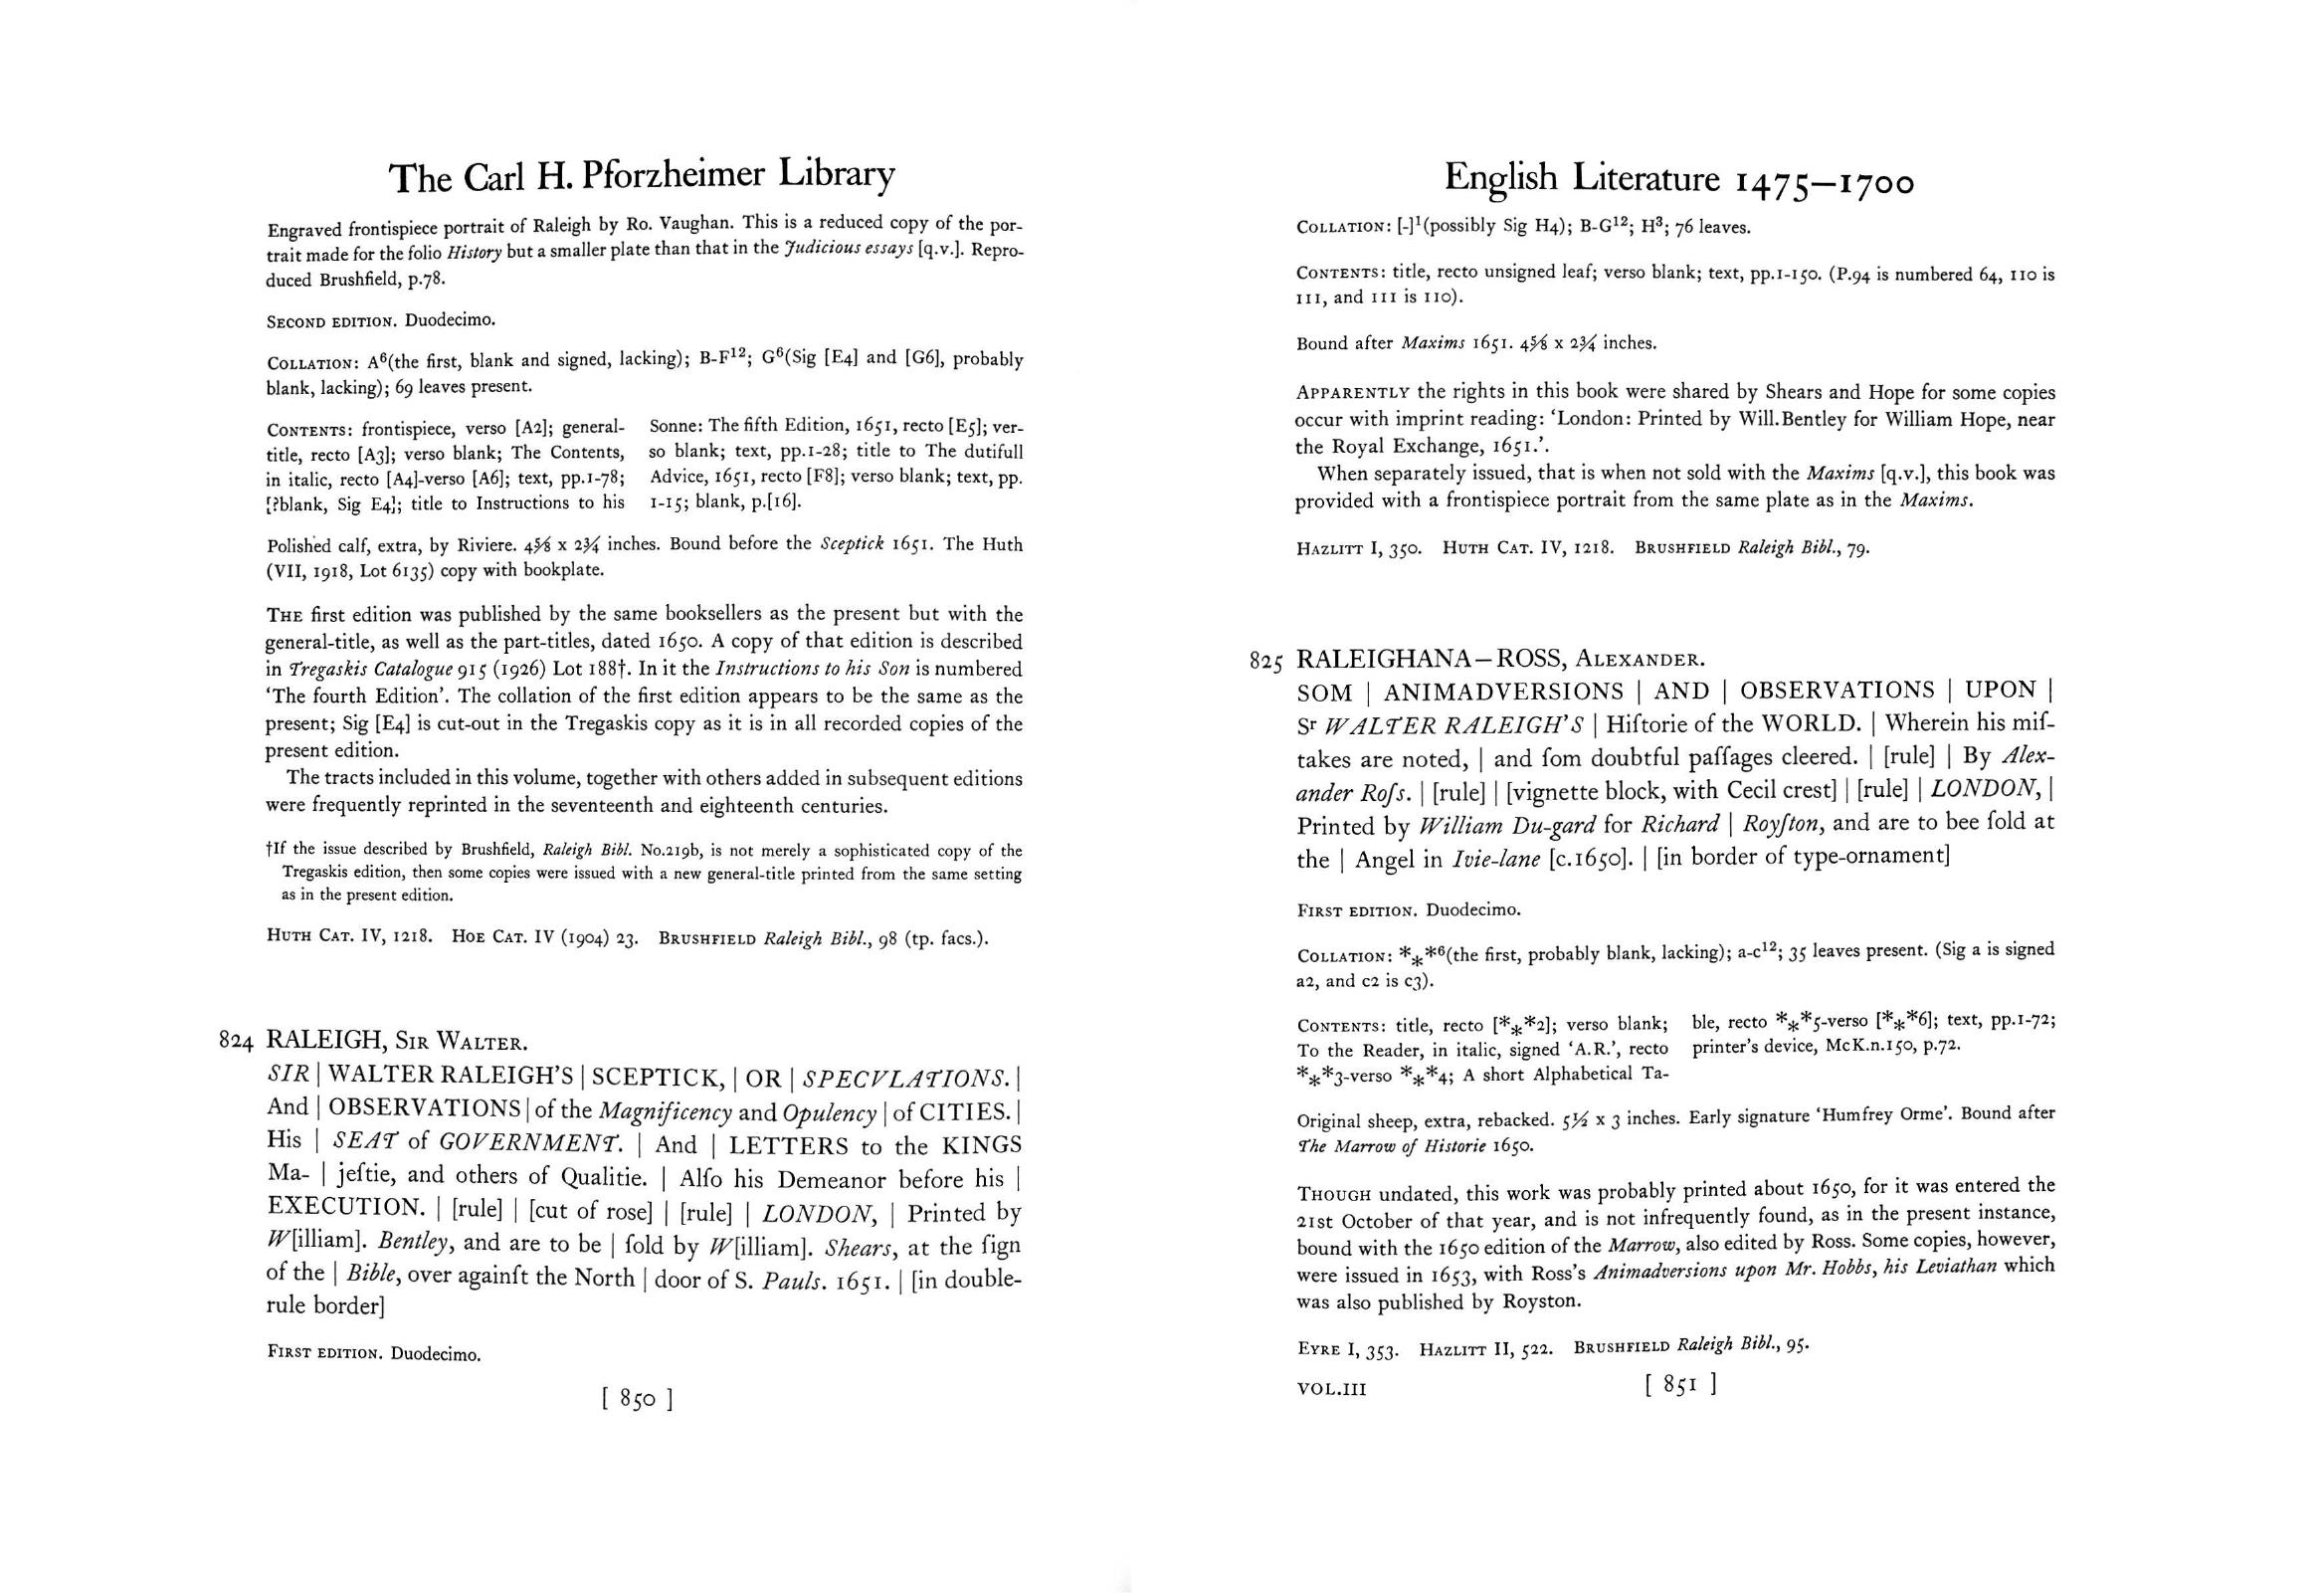 The Carl H. Pforzheimer Library
Engraved frontispiece portrait of Raleigh by Ro. Vaughan. This is a reduced copy of the por-
trait made for the folio History but a smaller plate than that in the Judicious essays [q.v.]. Repro-
duced Brushfield, p.78.
SECOND EDITION. Duodecimo.
COLLATION: A⁶(the first, blank and signed, lacking); B-F¹²; G⁶(Sig [E4] and [G6], probably
blank, lacking); 69 leaves present.
CONTENTS: frontispiece, verso [A2]; general-
title, recto [A3]; verso blank; The Contents,
in italic, recto [A4]-verso [A6]; text, pp.1-78;
[?blank, Sig E4]; title to Instructions to his
Sonne: The fifth Edition, 1651, recto [E5]; ver-
so blank; text, pp.1-28; title to The dutifull
Advice, 1651, recto [F8]; verso blank; text, pp.
1-15; blank, p.[16].
Polished calf, extra, by Riviere. 4⅝ x 2¾ inches. Bound before the Sceptick 1651. The Huth
(VII, 1918, Lot 6135) copy with bookplate.
THE first edition was published by the same booksellers as the present but with the
general-title, as well as the part-titles, dated 1650. A copy of that edition is described
in Tregaskis Catalogue 915 (1926) Lot 188†. In it the Instructions to his Son is numbered
‘The fourth Edition’. The collation of the first edition appears to be the same as the
present; Sig [E4] is cut-out in the Tregaskis copy as it is in all recorded copies of the
present edition.
The tracts included in this volume, together with others added in subsequent editions
were frequently reprinted in the seventeenth and eighteenth centuries.
†If the issue described by Brushfield, Raleigh Bibl. No.219b, is not merely a sophisticated copy of the
Tregaskis edition, then some copies were issued with a new general-title printed from the same setting
as in the present edition.
HUTH CAT. IV, 1218. HOE CAT. IV (1904) 23. BRUSHFIELD Raleigh Bibl., 98 (tp. facs.).
824 RALEIGH, SIR WALTER.
SIR | WALTER RALEIGH'S | SCEPTICK, | OR | SPECVLATIONS. |
And | OBSERVATIONS | of the Magnificency and Opulency | of CITIES. |
His | SEAT of GOVERNMENT. | And | LETTERS to the KINGS
Ma- | jeſtie, and others of Qualitie. | Alſo his Demeanor before his |
EXECUTION. | [rule] | [cut of rose] | [rule] | LONDON, | Printed by
W[illiam]. Bentley, and are to be | ſold by W[illiam]. Shears, at the ſign
of the | Bible, over againſt the North | door of S. Pauls. 1651. | [in double-
rule border]
FIRST EDITION. Duodecimo.
[ 850 ]
English Literature 1475–1700
COLLATION: [-]¹(possibly Sig H4); B-G¹²; H³; 76 leaves.
CONTENTS: title, recto unsigned leaf; verso blank; text, pp.1-150. (P.94 is numbered 64, 110 is
111, and 111 is 110).
Bound after Maxims 1651. 4⅝ x 2¾ inches.
APPARENTLY the rights in this book were shared by Shears and Hope for some copies
occur with imprint reading: ‘London: Printed by Will.Bentley for William Hope, near
the Royal Exchange, 1651.’.
When separately issued, that is when not sold with the Maxims [q.v.], this book was
provided with a frontispiece portrait from the same plate as in the Maxims.
HAZLITT I, 350. HUTH CAT. IV, 1218. BRUSHFIELD Raleigh Bibl., 79.
825 RALEIGHANA—ROSS, ALEXANDER.
SOM | ANIMADVERSIONS | AND | OBSERVATIONS | UPON |
Sʳ WALTER RALEIGH'S | Hiſtorie of the WORLD. | Wherein his miſ-
takes are noted, | and ſom doubtful paſſages cleered. | [rule] | By Alex-
ander Roſs. | [rule] | [vignette block, with Cecil crest] | [rule] | LONDON, |
Printed by William Du-gard for Richard | Royſton, and are to bee ſold at
the | Angel in Ivie-lane [c.1650]. | [in border of type-ornament]
FIRST EDITION. Duodecimo.
COLLATION: ***⁶(the first, probably blank, lacking); a-c¹²; 35 leaves present. (Sig a is signed
a2, and c2 is c3).
CONTENTS: title, recto [***2]; verso blank;
To the Reader, in italic, signed ‘A.R.’, recto
***3-verso ***4; A short Alphabetical Ta-
ble, recto ***5-verso [***6]; text, pp.1-72;
printer's device, McK.n.150, p.72.
Original sheep, extra, rebacked. 5½ x 3 inches. Early signature ‘Humfrey Orme’. Bound after
The Marrow of Historie 1650.
THOUGH undated, this work was probably printed about 1650, for it was entered the
21st October of that year, and is not infrequently found, as in the present instance,
bound with the 1650 edition of the Marrow, also edited by Ross. Some copies, however,
were issued in 1653, with Ross's Animadversions upon Mr. Hobbs, his Leviathan which
was also published by Royston.
EYRE I, 353. HAZLITT II, 522. BRUSHFIELD Raleigh Bibl., 95.
VOL.III [ 851 ]